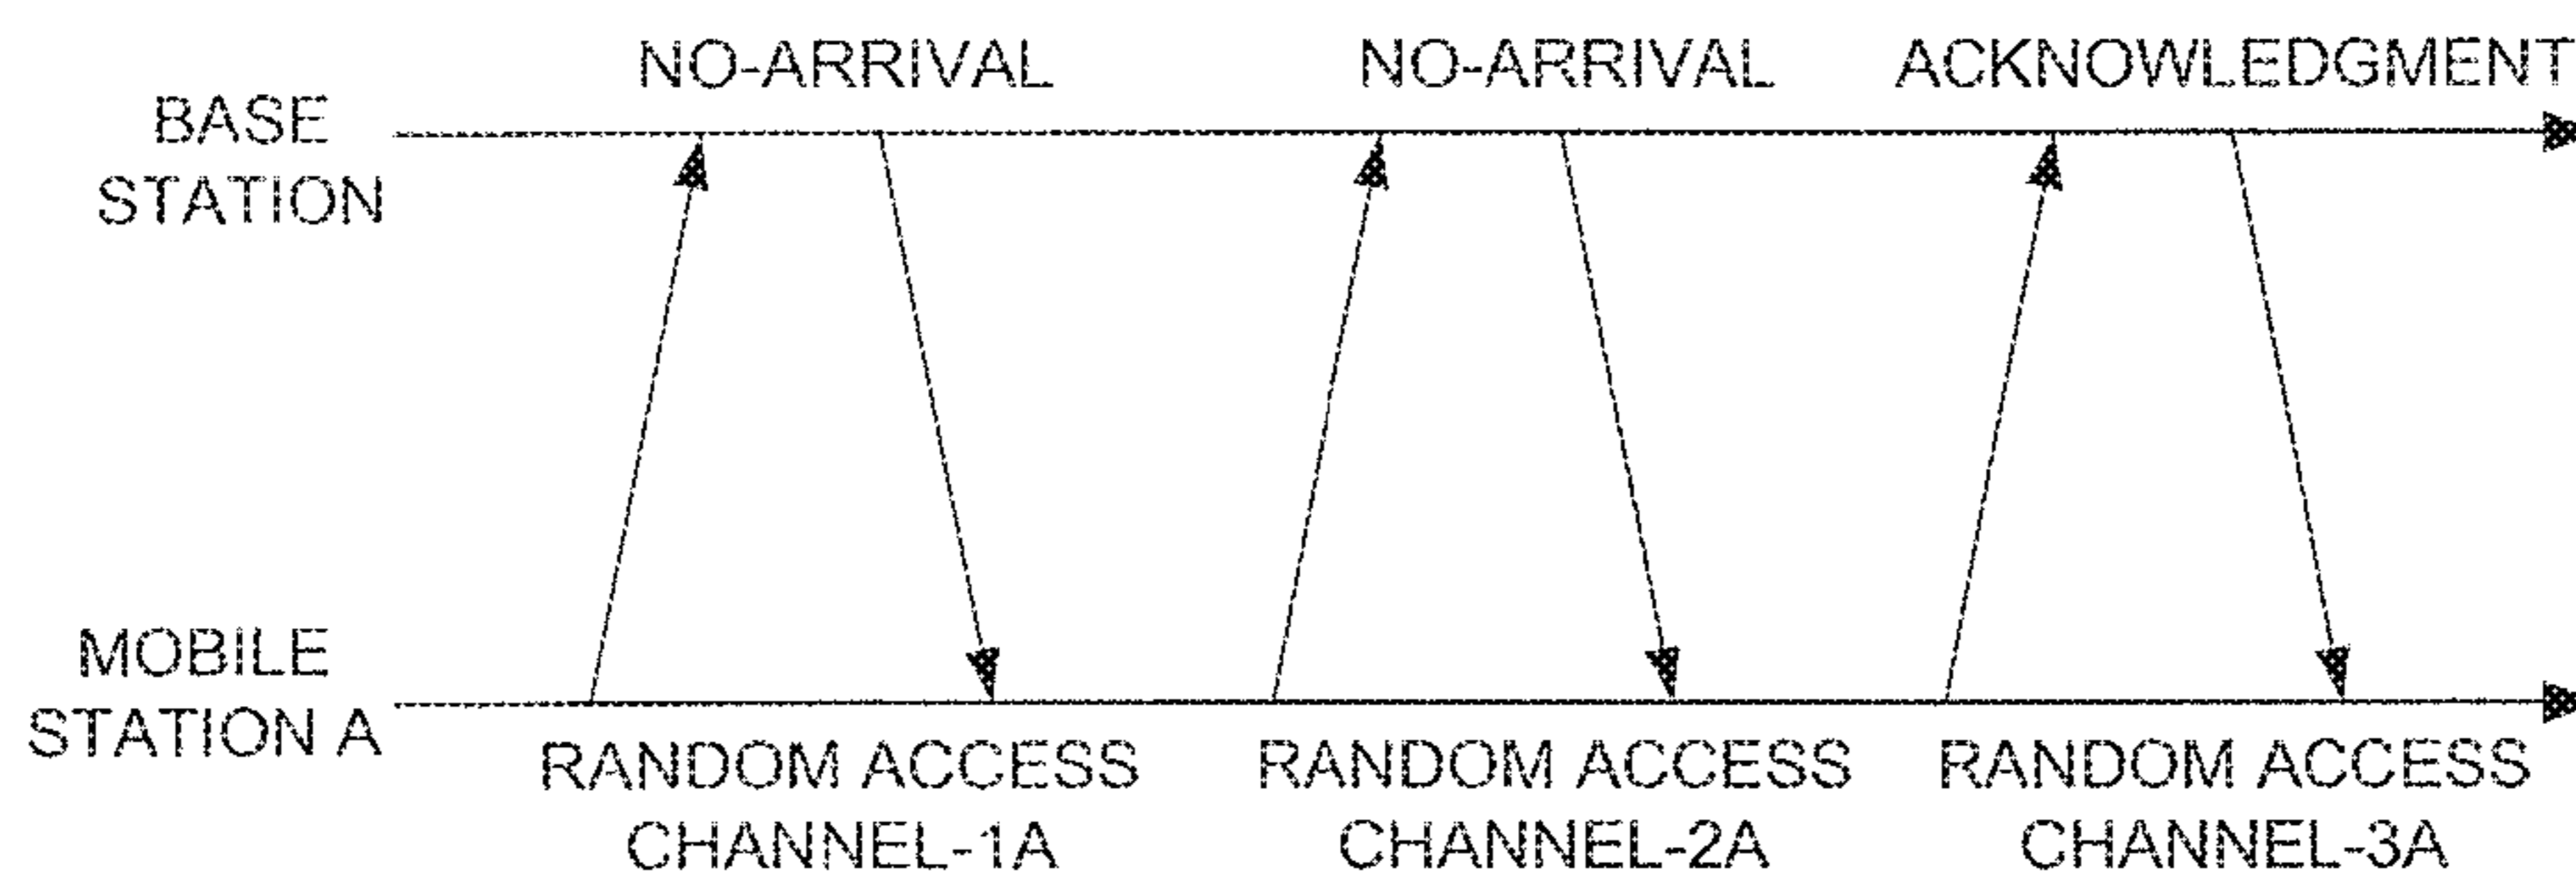 NO-ARRIVAL
NO-ARRIVAL
ACKNOWLEDGMENT
BASE
STATION
MOBILE
STATION A
RANDOM ACCESS
CHANNEL-1A
RANDOM ACCESS
CHANNEL-2A
RANDOM ACCESS
CHANNEL-3A